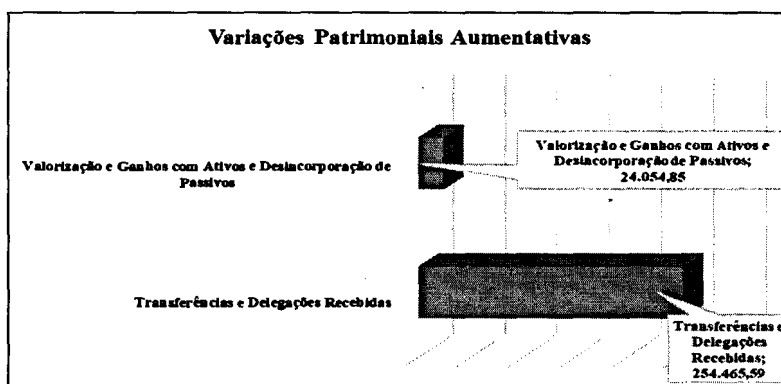 Variações Patrimoniais Aumentativas
Valorização e Ganhos com Ativos e Desincorporação de
Passivos
Valorização e Ganhos com Ativos e
Desincorporação de Passivos;
24.054,85
Transferências e Delegações Recebidas
Transferências e
Delegações
Recebidas;
254.465,59